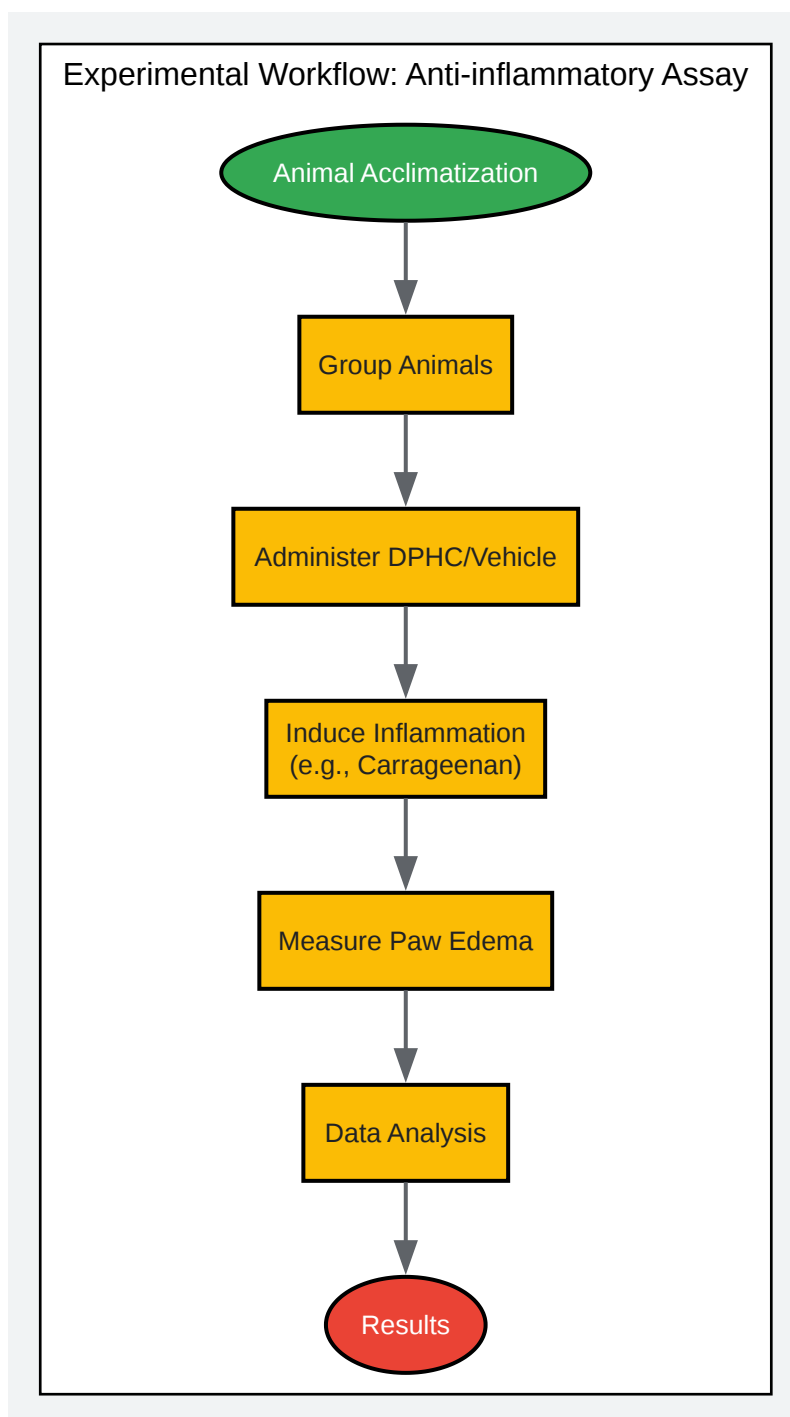 Experimental Workflow: Anti-inflammatory Assay
Animal Acclimatization
Group Animals
Administer DPHC/Vehicle
Induce Inflammation
(e.g., Carrageenan)
Measure Paw Edema
Data Analysis
Results